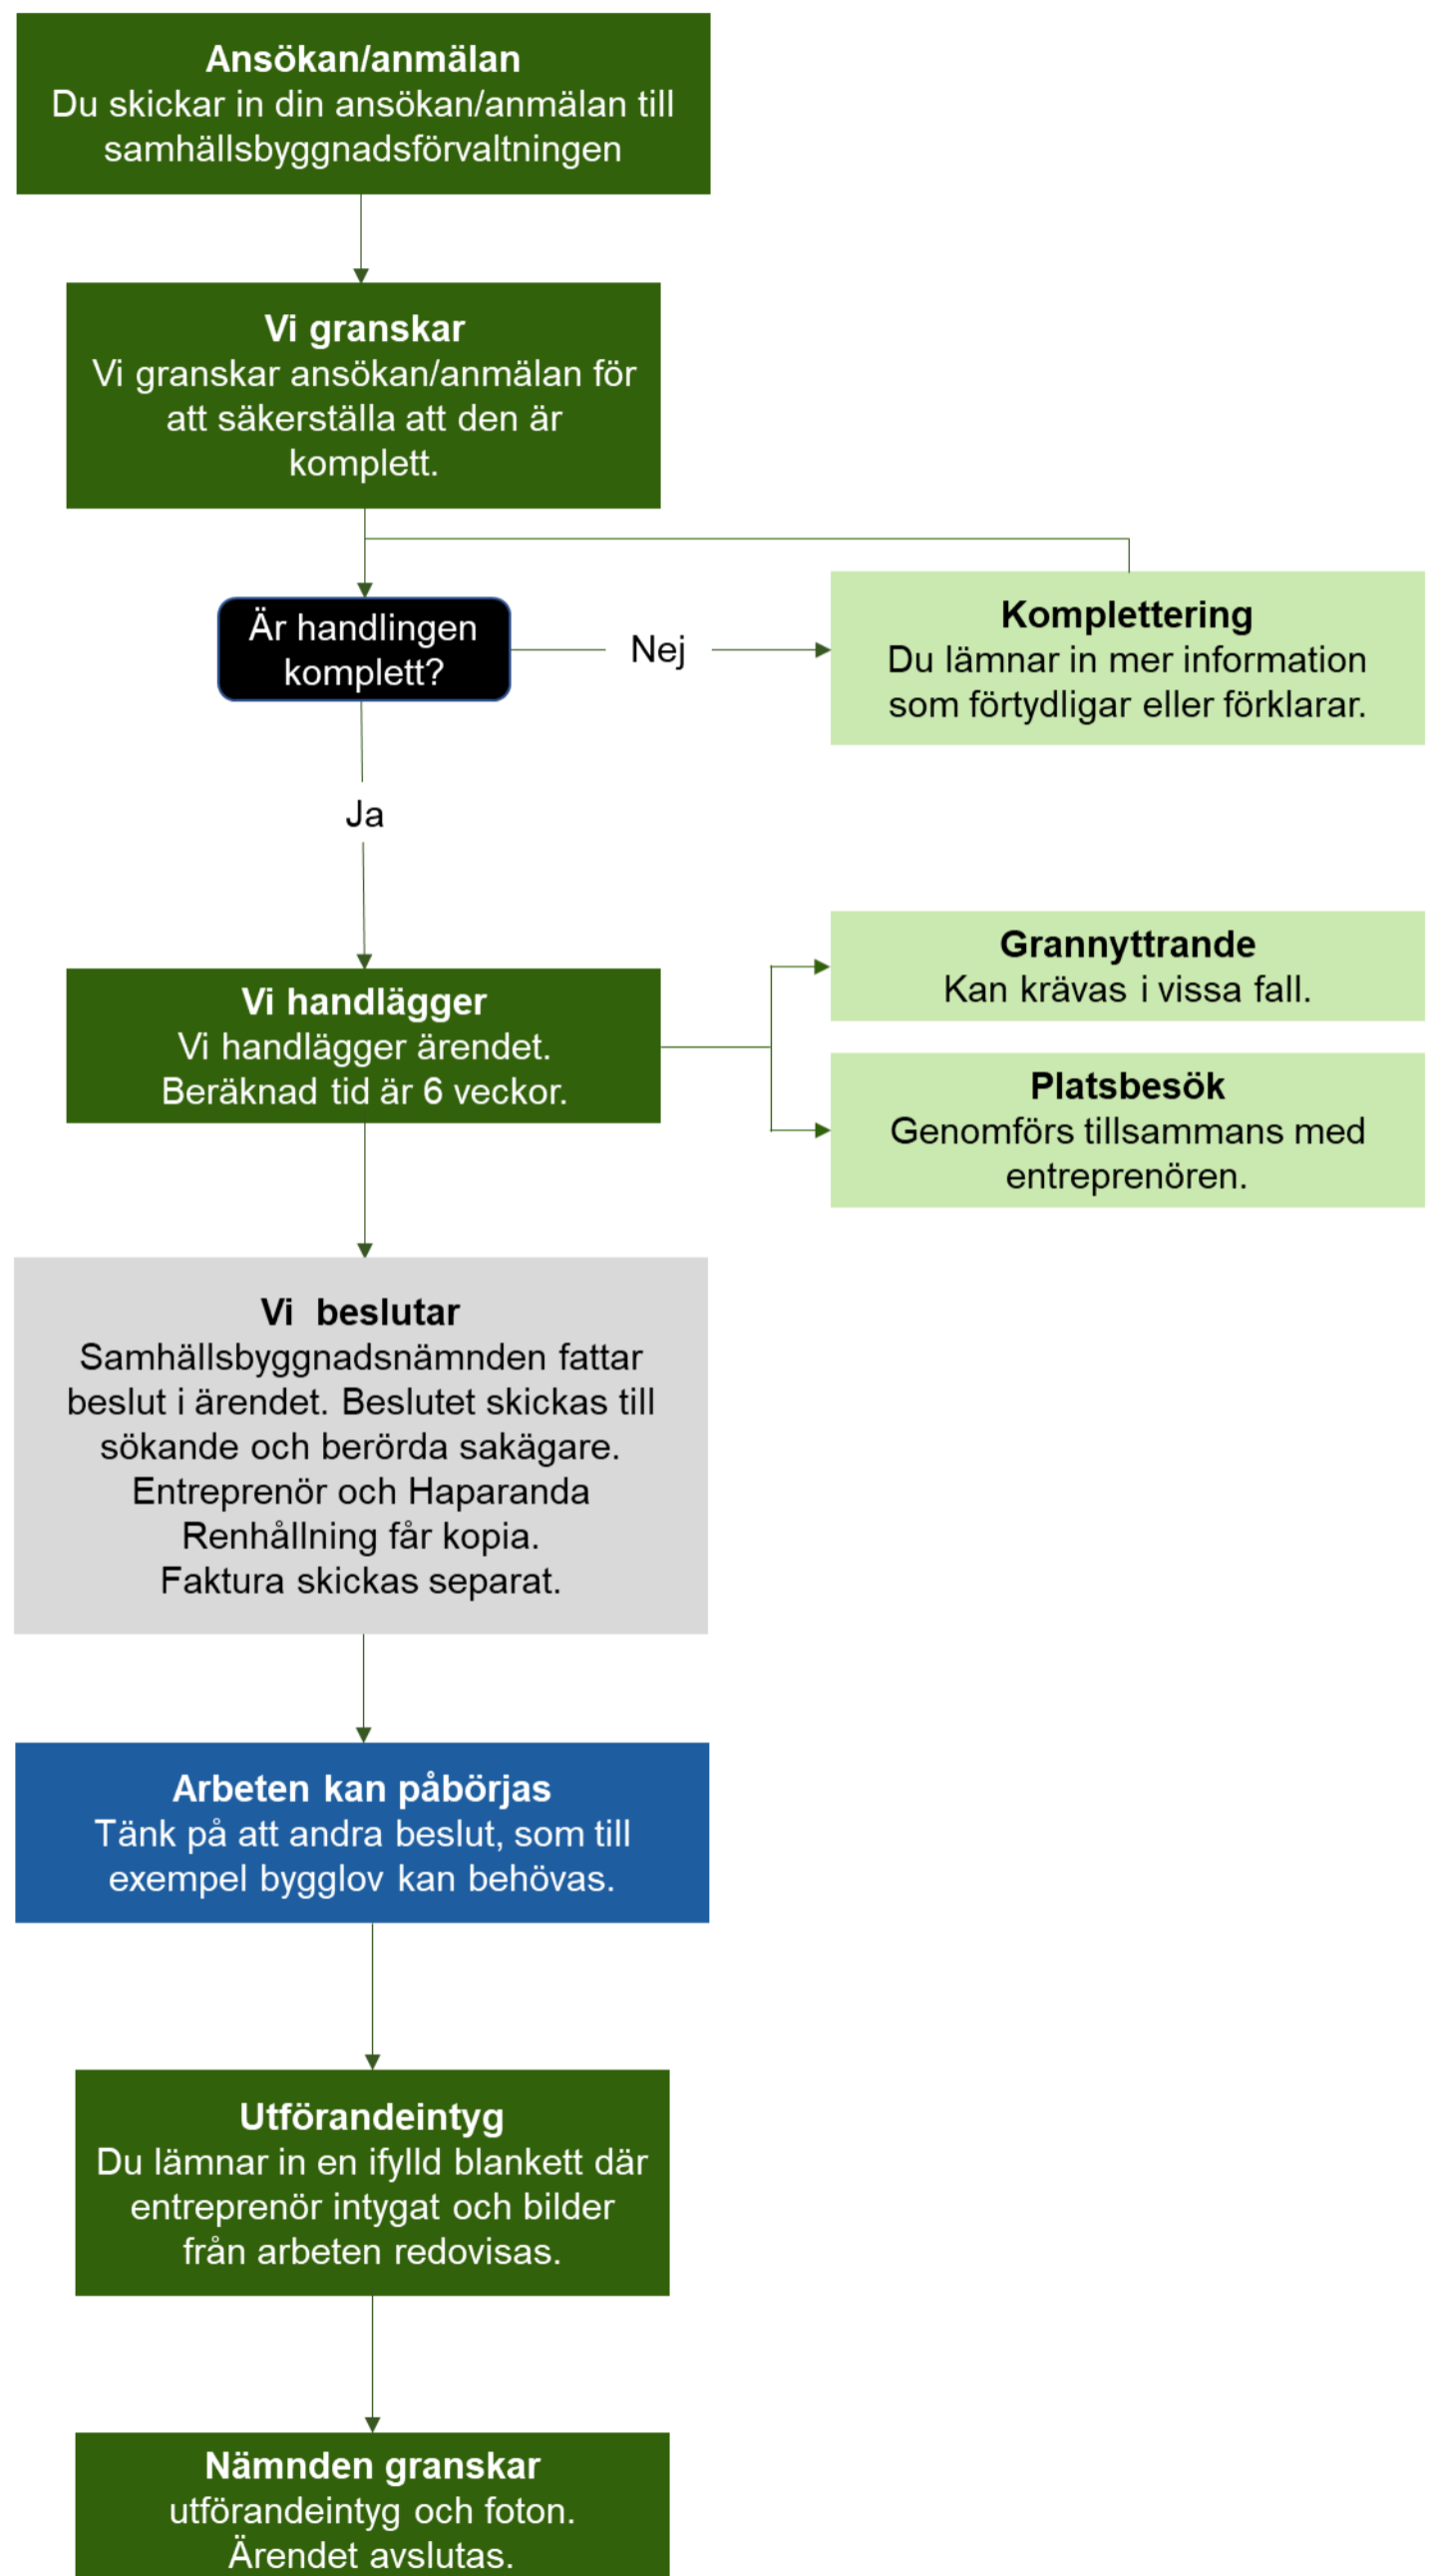 Ansökan/anmälan
Du skickar in din ansökan/anmälan till
samhällsbyggnadsförvaltningen
Vi granskar
Vi granskar ansökan/anmälan för
att säkerställa att den är
komplett.
Är handlingen
komplett?
Nej
Komplettering
Du lämnar in mer information
som förtydligar eller förklarar.
Ja
Vi handlägger
Vi handlägger ärendet.
Beräknad tid är 6 veckor.
Grannyttrande
Kan krävas i vissa fall.
Platsbesök
Genomförs tillsammans med
entreprenören.
Vi beslutar
Samhällsbyggnadsnämnden fattar
beslut i ärendet. Beslutet skickas till
sökande och berörda sakägare.
Entreprenör och Haparanda
Renhållning får kopia.
Faktura skickas separat.
Arbeten kan påbörjas
Tänk på att andra beslut, som till
exempel bygglov kan behövas.
Utförandeintyg
Du lämnar in en ifylld blankett där
entreprenör intygat och bilder
från arbeten redovisas.
Nämnden granskar
utförandeintyg och foton.
Ärendet avslutas.